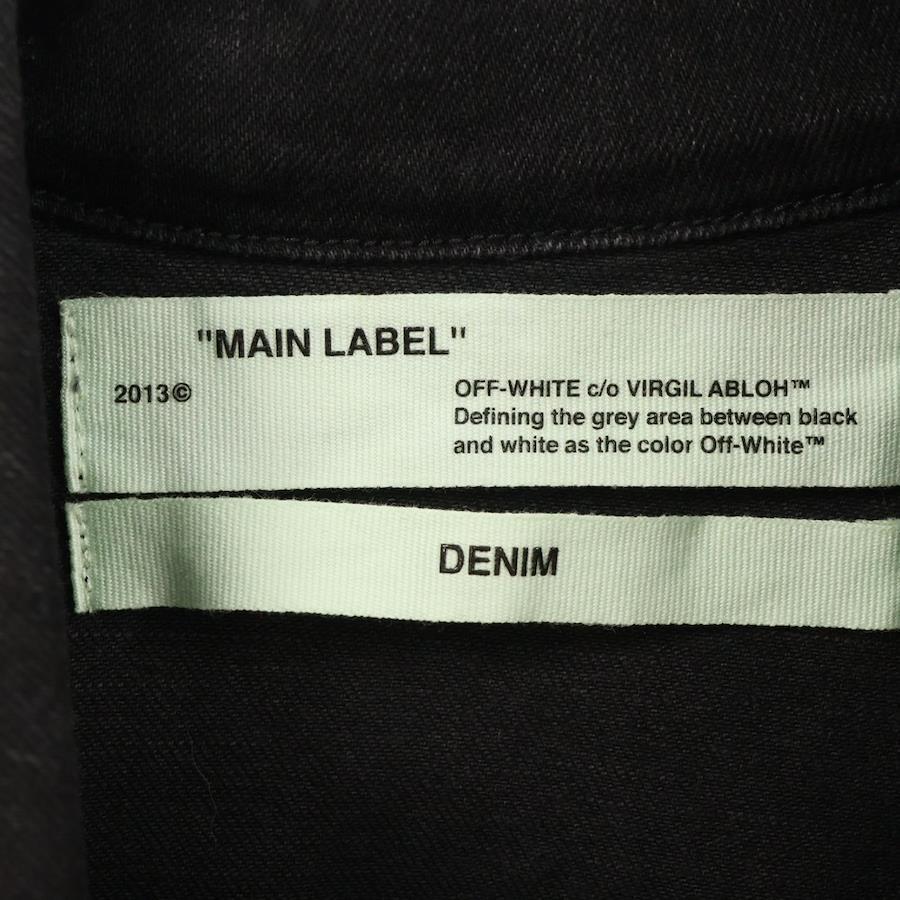 "MAIN LABEL"
2013©
OFF-WHITE c/o VIRGIL ABLOH™
Defining the grey area between black
and white as the color Off-White™
DENIM